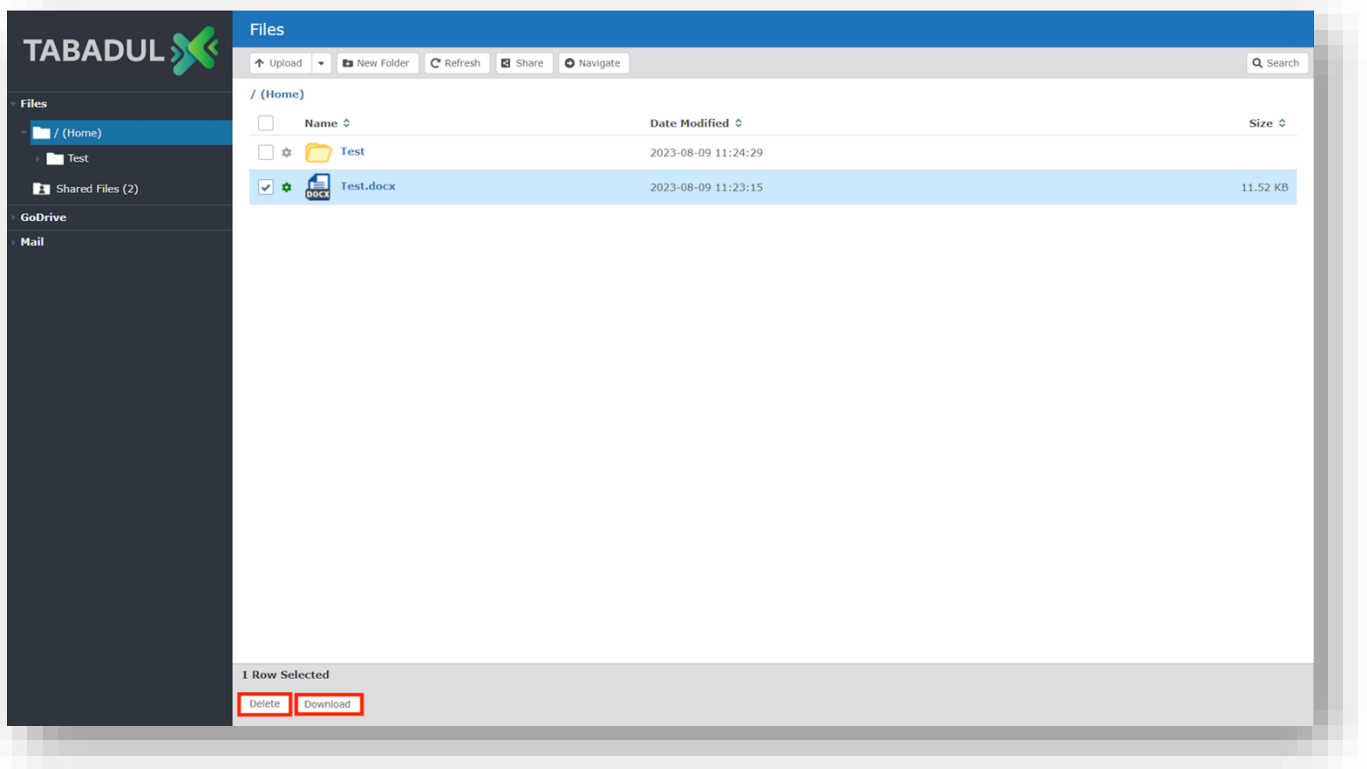 TABADUL
Files
/ (Home)
Test
Shared Files (2)
GoDrive
Mail
Files
Upload New Folder Refresh Share Navigate Search
/ (Home)
Name Date Modified Size
Test 2023-08-09 11:24:29
DOCX Test.docx 2023-08-09 11:23:15 11.52 KB
1 Row Selected
Delete Download